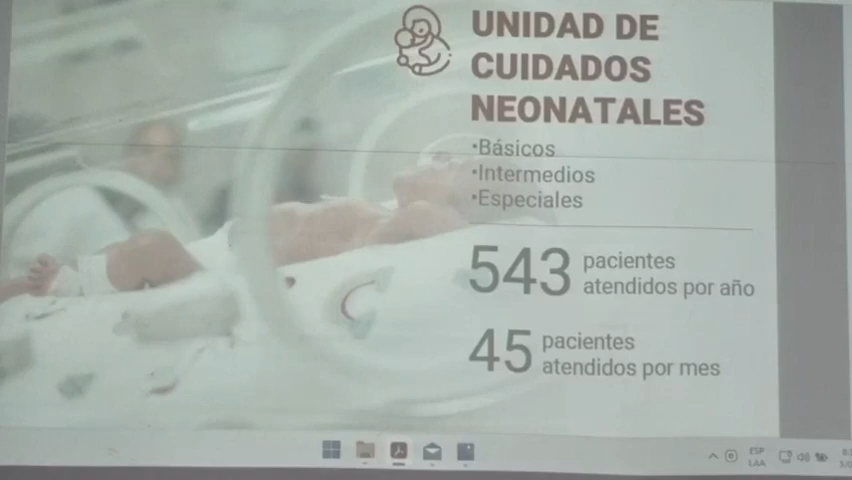 UNIDAD DE
CUIDADOS
NEONATALES
•Básicos
•Intermedios
•Especiales
543 pacientes
atendidos por año
45 pacientes
atendidos por mes
ESP
LAA